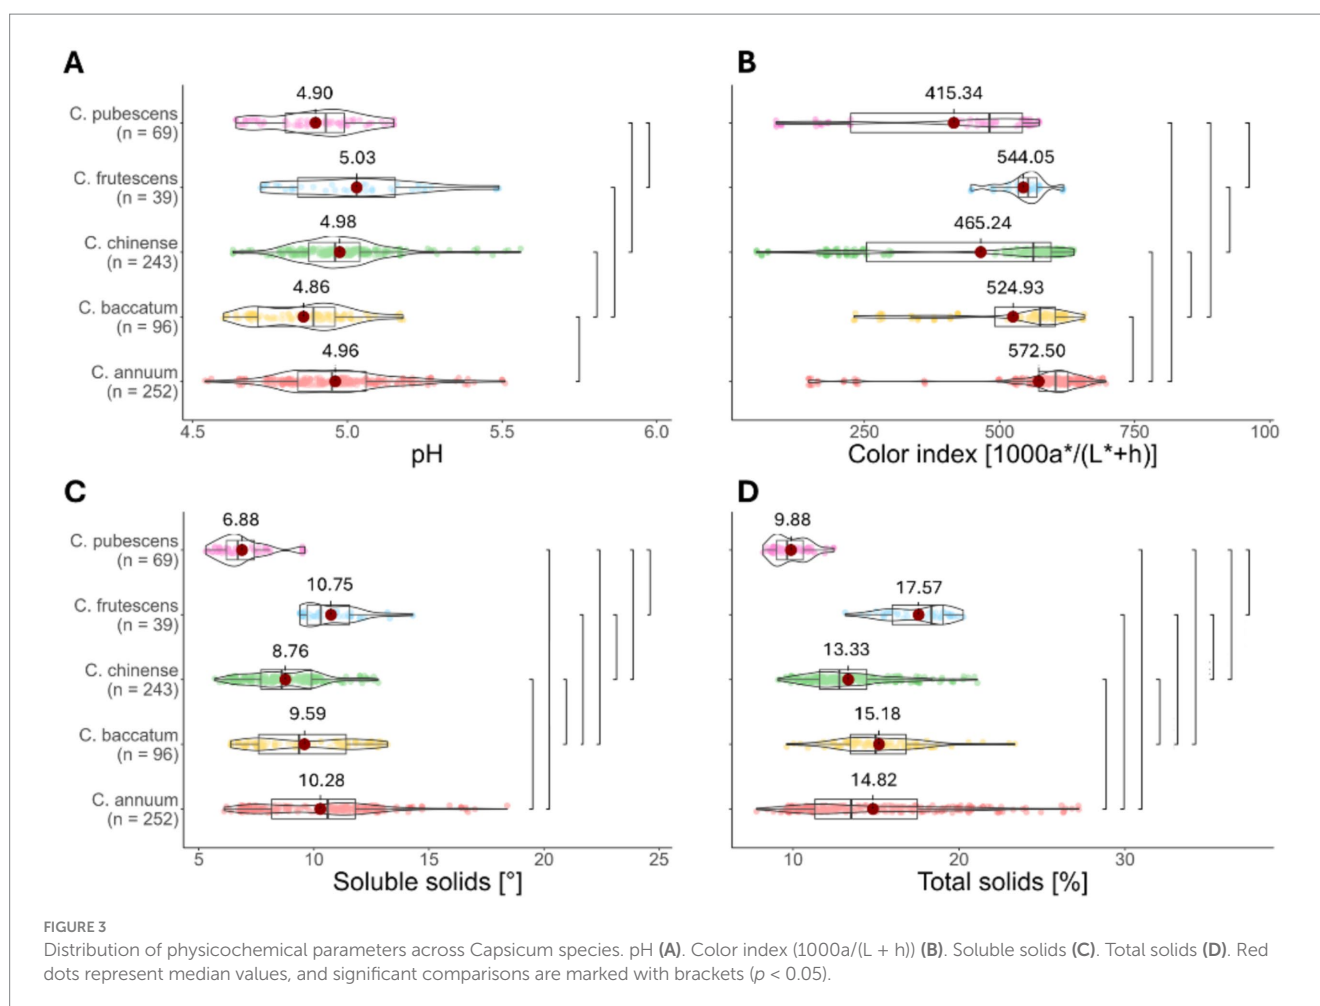 A
C. pubescens
(n = 69)
C. frutescens
(n = 39)
C. chinense
(n = 243)
C. baccatum
(n = 96)
C. annuum
(n = 252)
4.90
5.03
4.98
4.86
4.96
4.5 5.0 5.5 6.0
pH
B
415.34
544.05
465.24
524.93
572.50
250 500 750 100
Color index [1000a*/(L*+h)]
C
C. pubescens
(n = 69)
C. frutescens
(n = 39)
C. chinense
(n = 243)
C. baccatum
(n = 96)
C. annuum
(n = 252)
6.88
10.75
8.76
9.59
10.28
5 10 15 20 25
Soluble solids [°]
D
9.88
17.57
13.33
15.18
14.82
10 20 30
Total solids [%]
FIGURE 3
Distribution of physicochemical parameters across Capsicum species. pH (A). Color index (1000a/(L + h)) (B). Soluble solids (C). Total solids (D). Red
dots represent median values, and significant comparisons are marked with brackets (p < 0.05).